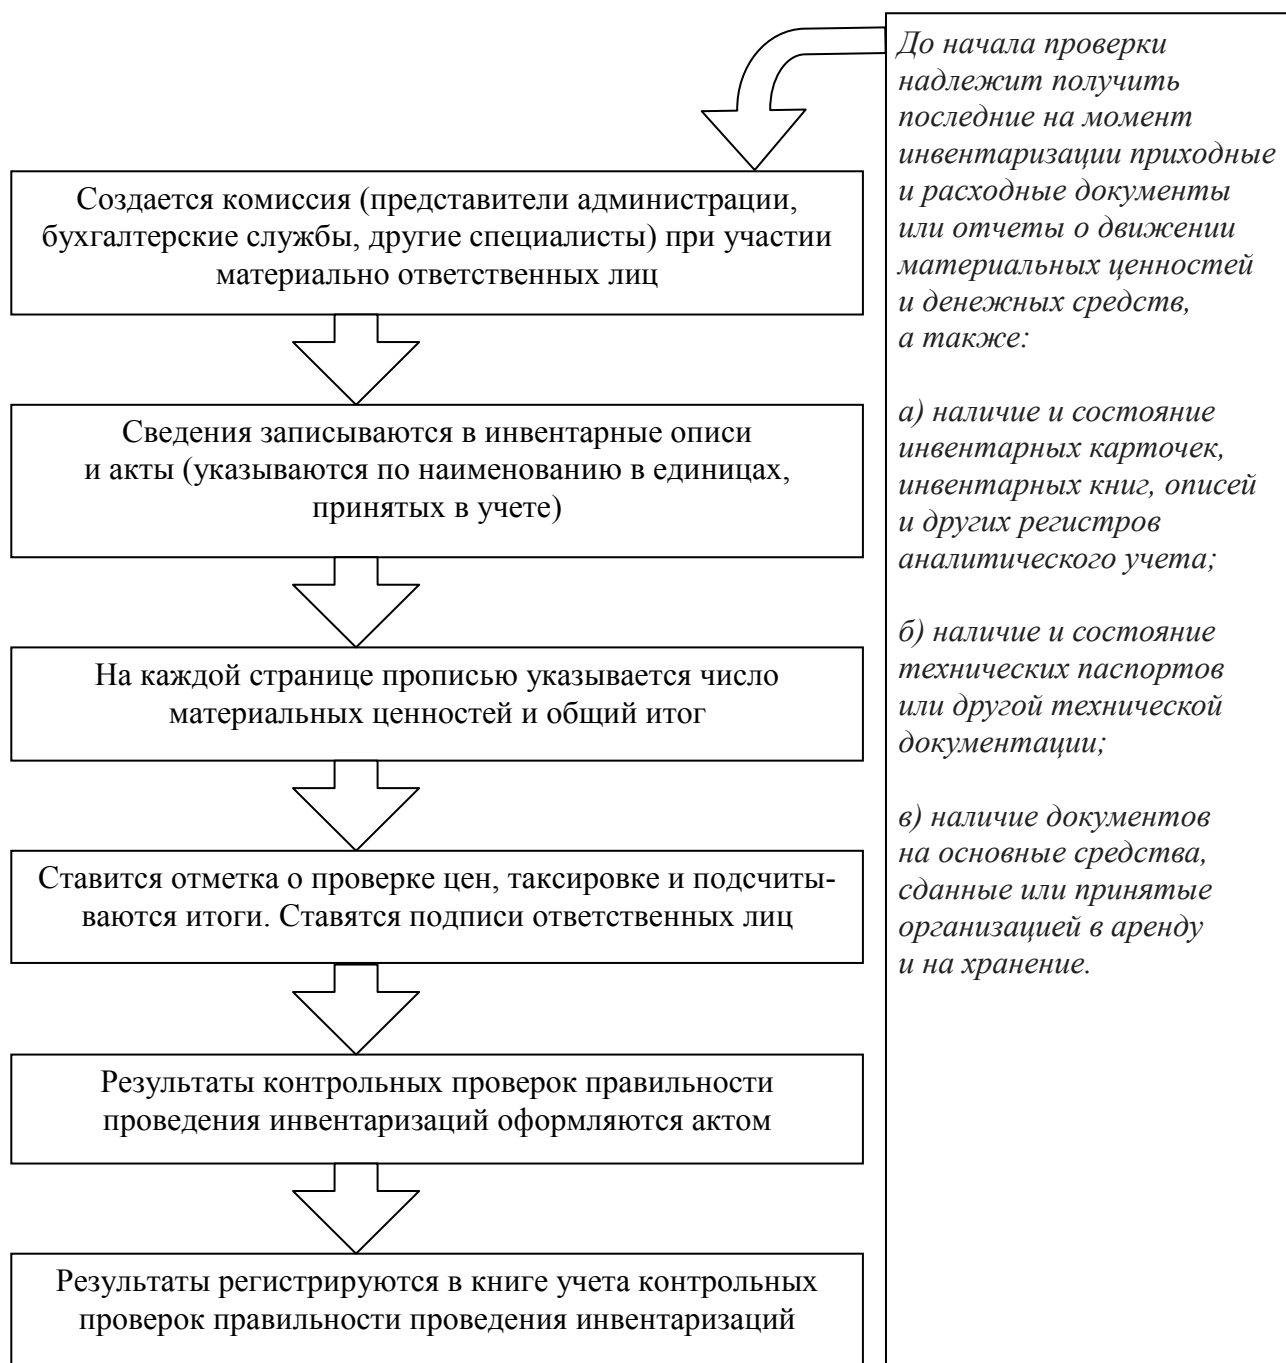 До начала проверки
надлежит получить
последние на момент
инвентаризации приходные
и расходные документы
или отчеты о движении
материальных ценностей
и денежных средств,
а также:
а) наличие и состояние
инвентарных карточек,
инвентарных книг, описей
и других регистров
аналитического учета;
б) наличие и состояние
технических паспортов
или другой технической
документации;
в) наличие документов
на основные средства,
сданные или принятые
организацией в аренду
и на хранение.
Создается комиссия (представители администрации,
бухгалтерские службы, другие специалисты) при участии
материально ответственных лиц
Сведения записываются в инвентарные описи
и акты (указываются по наименованию в единицах,
принятых в учете)
На каждой странице прописью указывается число
материальных ценностей и общий итог
Ставится отметка о проверке цен, таксировке и подсчиты-
ваются итоги. Ставятся подписи ответственных лиц
Результаты контрольных проверок правильности
проведения инвентаризаций оформляются актом
Результаты регистрируются в книге учета контрольных
проверок правильности проведения инвентаризаций